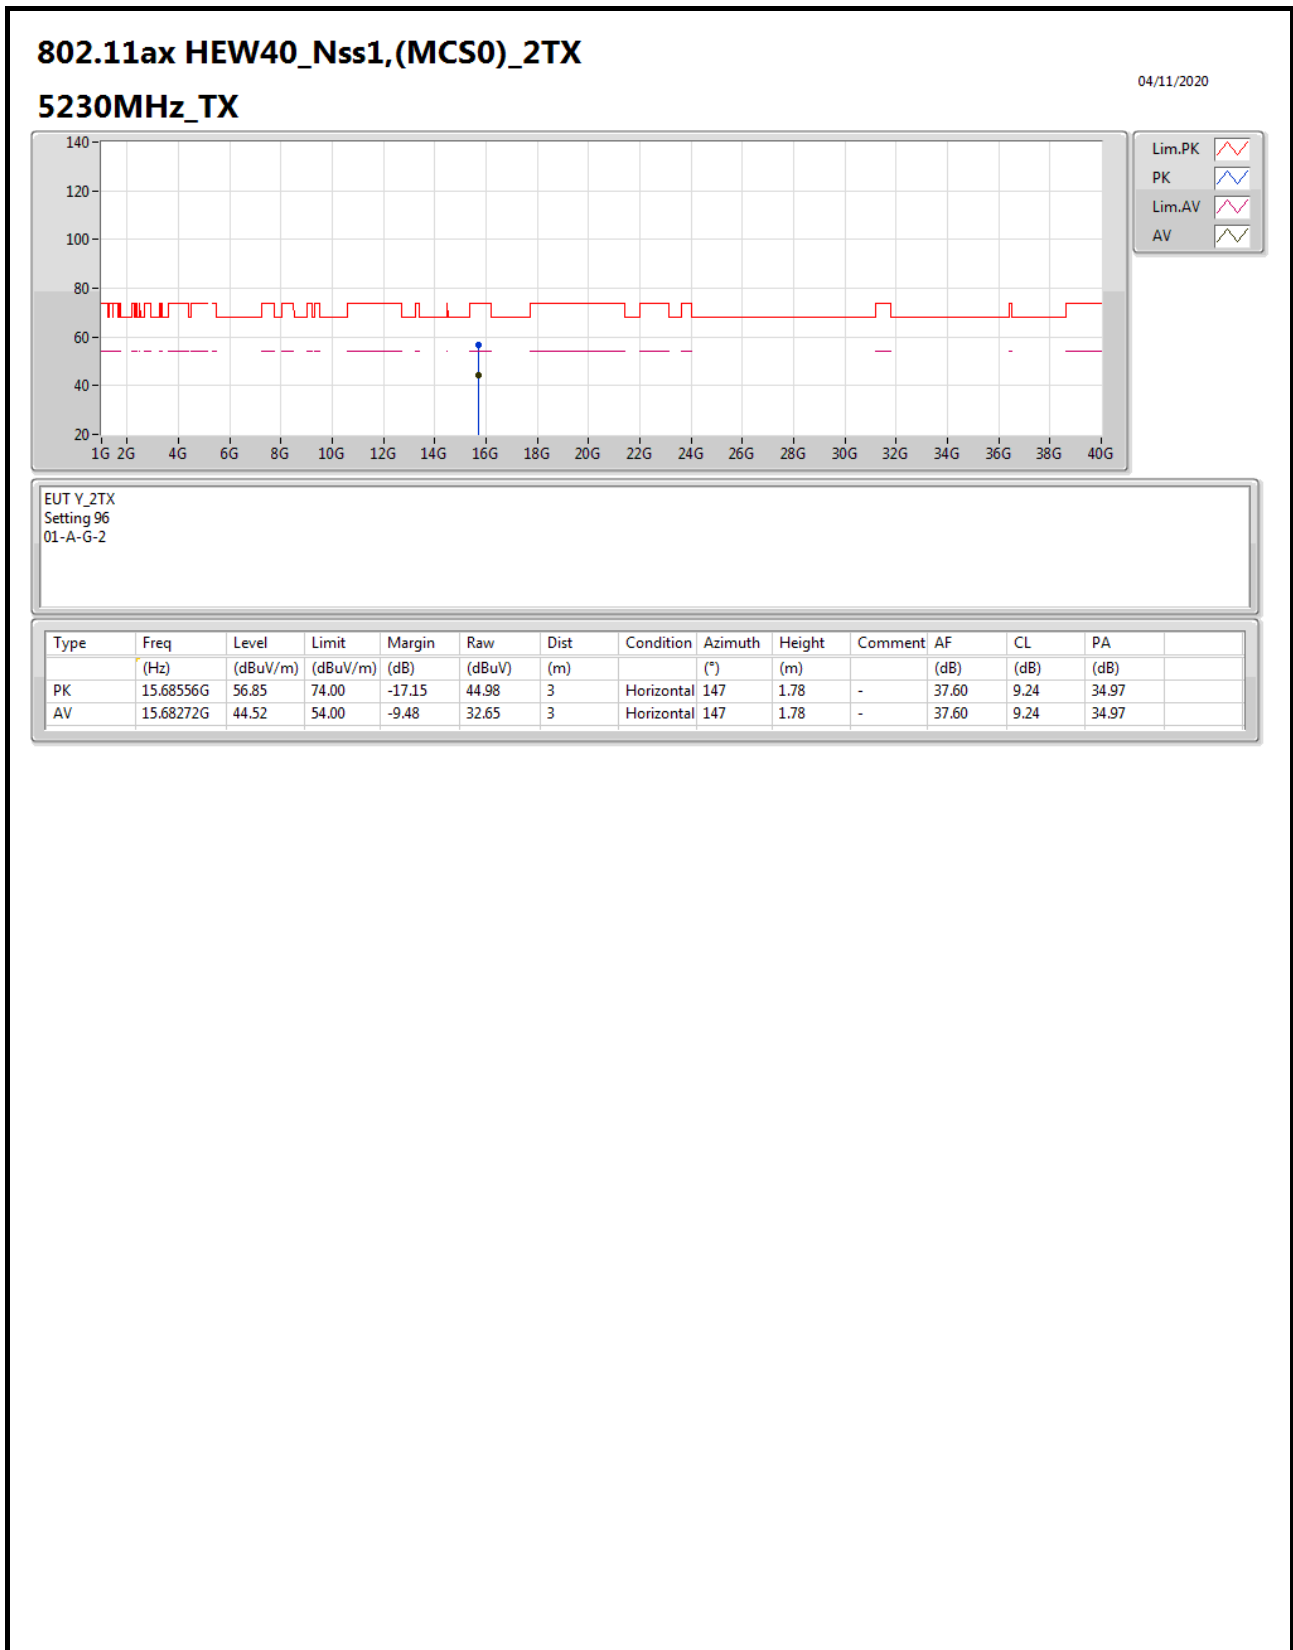 802.11ax HEW40_Nss1,(MCS0)_2TX
04/11/2020
5230MHz_TX
140
120
100
80
60
40
20
1G 2G 4G 6G 8G 10G 12G 14G 16G 18G 20G 22G 24G 26G 28G 30G 32G 34G 36G 38G 40G
Lim.PK
PK
Lim.AV
AV
EUT Y_2TX
Setting 96
01-A-G-2
Type Freq Level Limit Margin Raw Dist Condition Azimuth Height Comment AF CL PA
(Hz) (dBuV/m) (dBuV/m) (dB) (dBuV) (m) (°) (m) (dB) (dB) (dB)
PK 15.68556G 56.85 74.00 -17.15 44.98 3 Horizontal 147 1.78 - 37.60 9.24 34.97
AV 15.68272G 44.52 54.00 -9.48 32.65 3 Horizontal 147 1.78 - 37.60 9.24 34.97